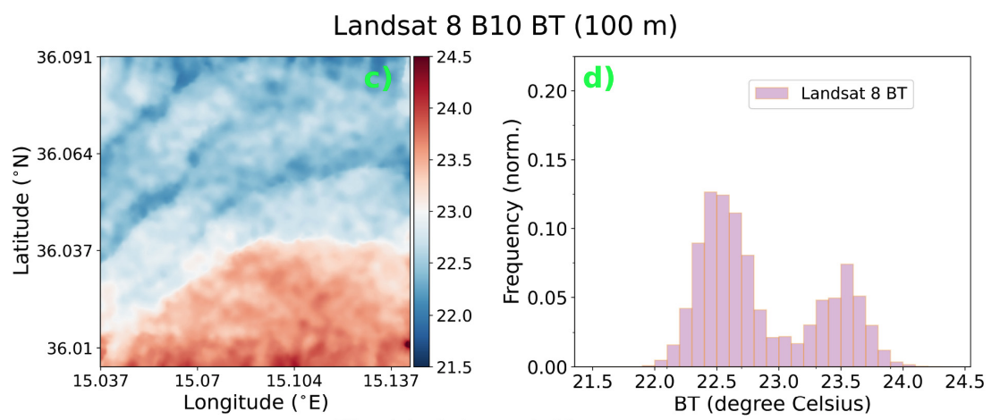 Landsat 8 B10 BT (100 m)
c)
36.091
36.064
36.037
36.01
Latitude (°N)
15.037 15.07 15.104 15.137
Longitude (°E)
24.5
24.0
23.5
23.0
22.5
22.0
21.5
d)
Landsat 8 BT
0.20
0.15
0.10
0.05
0.00
Frequency (norm.)
21.5 22.0 22.5 23.0 23.5 24.0 24.5
BT (degree Celsius)